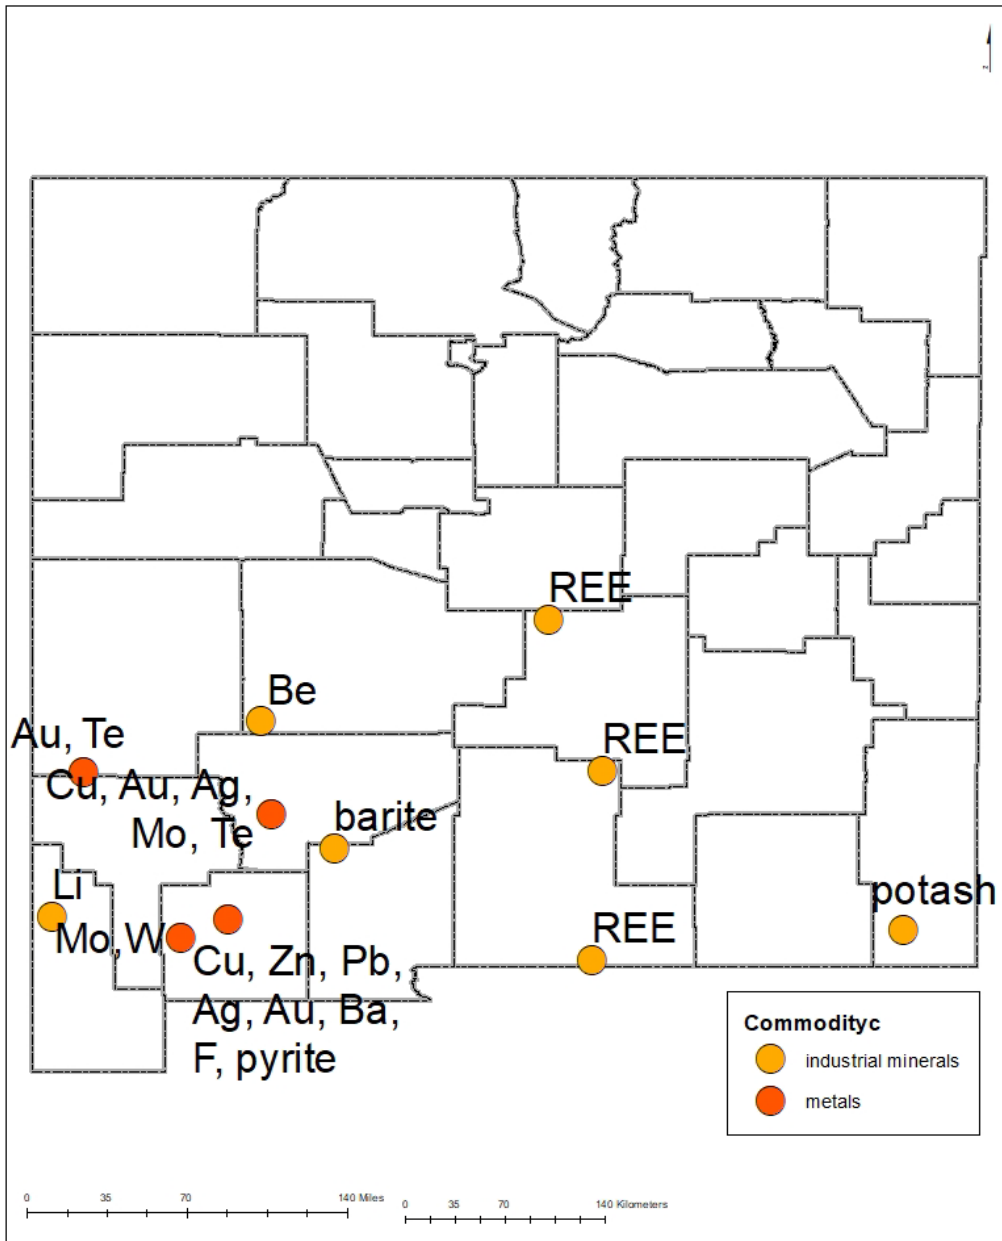 z
REE
Be
Au, Te
REE
Cu, Au, Ag,
Mo, Te
barite
Li
potash
Mo,W
REE
Cu, Zn, Pb,
Ag, Au, Ba,
F, pyrite
Commodityc
industrial minerals
metals
0 35 70 140 Miles
0 35 70 140 Kilometers